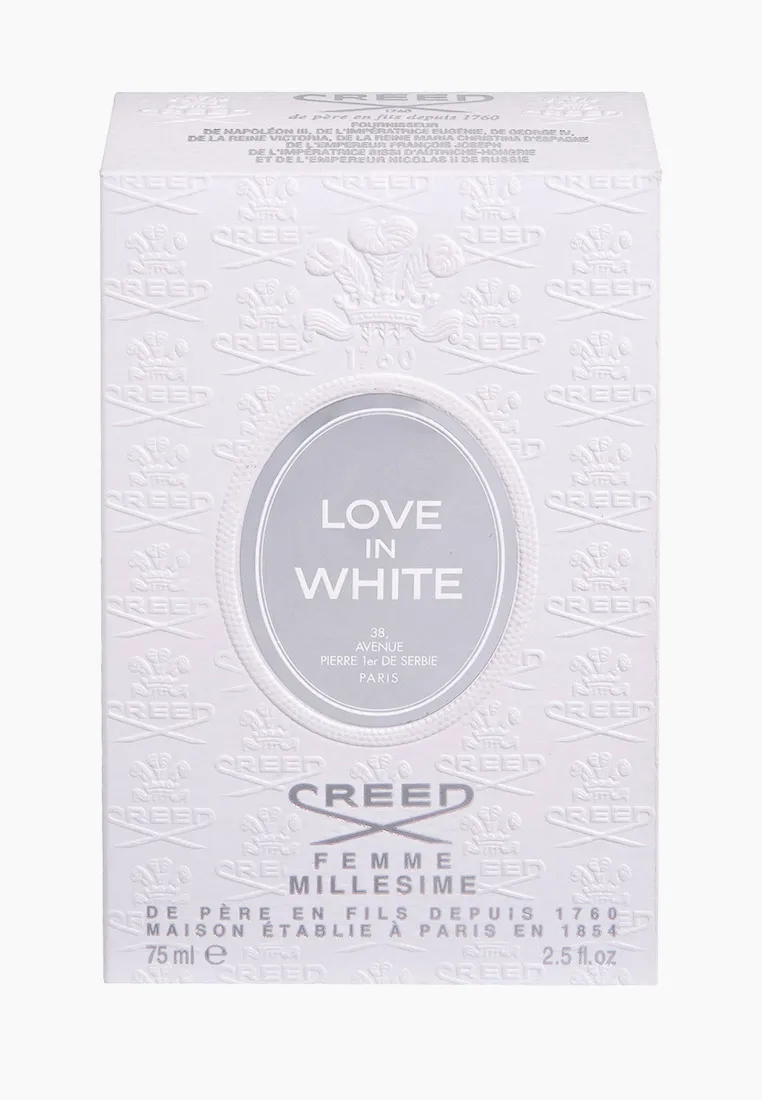 CREED
1760
de père en fils depuis 1760
FOURNISSEUR
DE NAPOLÉON III, DE L'IMPÉRATRICE EUGÉNIE, DE GEORGE IV,
DE LA REINE VICTORIA, DE LA REINE MARIA CHRISTINA D'ESPAGNE
DE L'EMPEREUR FRANÇOIS JOSEPH
DE L'IMPÉRATRICE SISSI D'AUTRICHE-HONGRIE
ET DE L'EMPEREUR NICOLAS II DE RUSSIE
1760
LOVE
IN
WHITE
38,
AVENUE
PIERRE 1er DE SERBIE
PARIS
CREED
FEMME
MILLESIME
DE PÈRE EN FILS DEPUIS 1760
MAISON ÉTABLIE À PARIS EN 1854
75 ml e 2.5 fl.oz